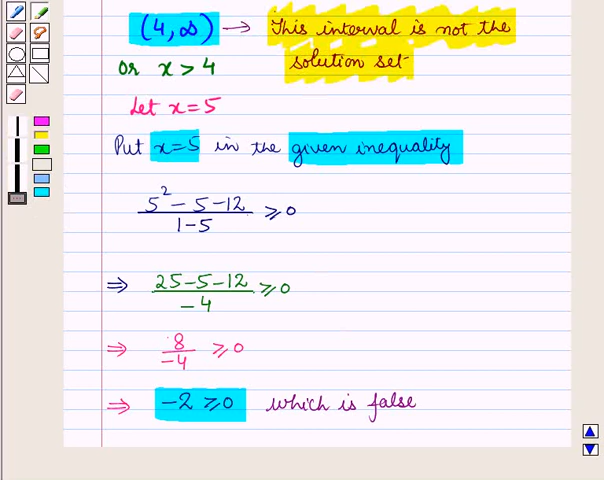 (4, ∞) → This interval is not the
or x > 4 solution set
Let x = 5
Put x=5 in the given inequality
5² - 5 - 12 / 1 - 5 ⩾ 0
⇒ 25 - 5 - 12 / -4 ⩾ 0
⇒ 8 / -4 ⩾ 0
⇒ -2 ⩾ 0 which is false